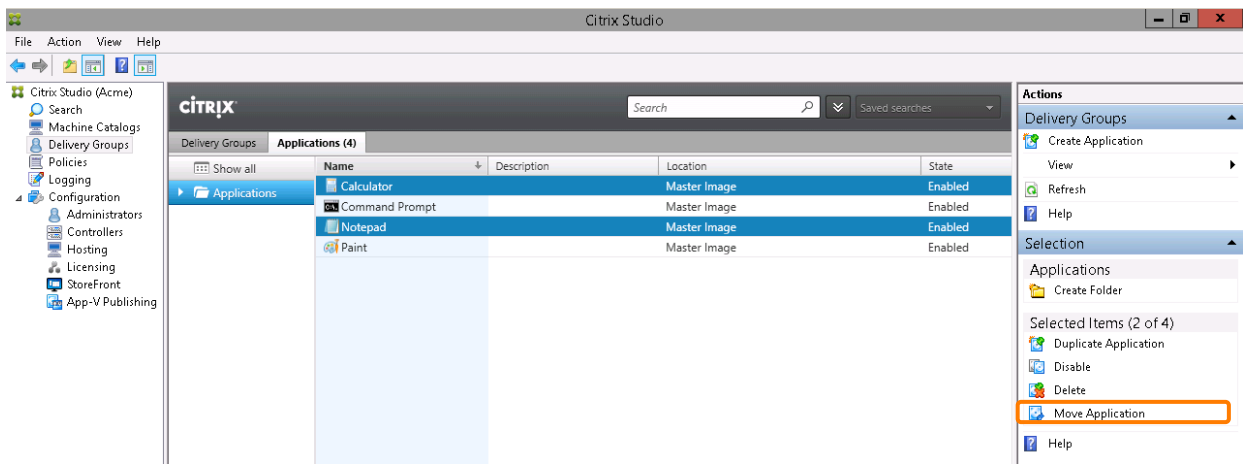 Citrix Studio
File Action View Help
Citrix Studio (Acme)
Search
Machine Catalogs
Delivery Groups
Policies
Logging
Configuration
Administrators
Controllers
Hosting
Licensing
StoreFront
App-V Publishing
CITRIX
Search
Saved searches
Delivery Groups
Applications (4)
Show all
Applications
Name Description Location State
Calculator Master Image Enabled
Command Prompt Master Image Enabled
Notepad Master Image Enabled
Paint Master Image Enabled
Actions
Delivery Groups
Create Application
View
Refresh
Help
Selection
Applications
Create Folder
Selected Items (2 of 4)
Duplicate Application
Disable
Delete
Move Application
Help